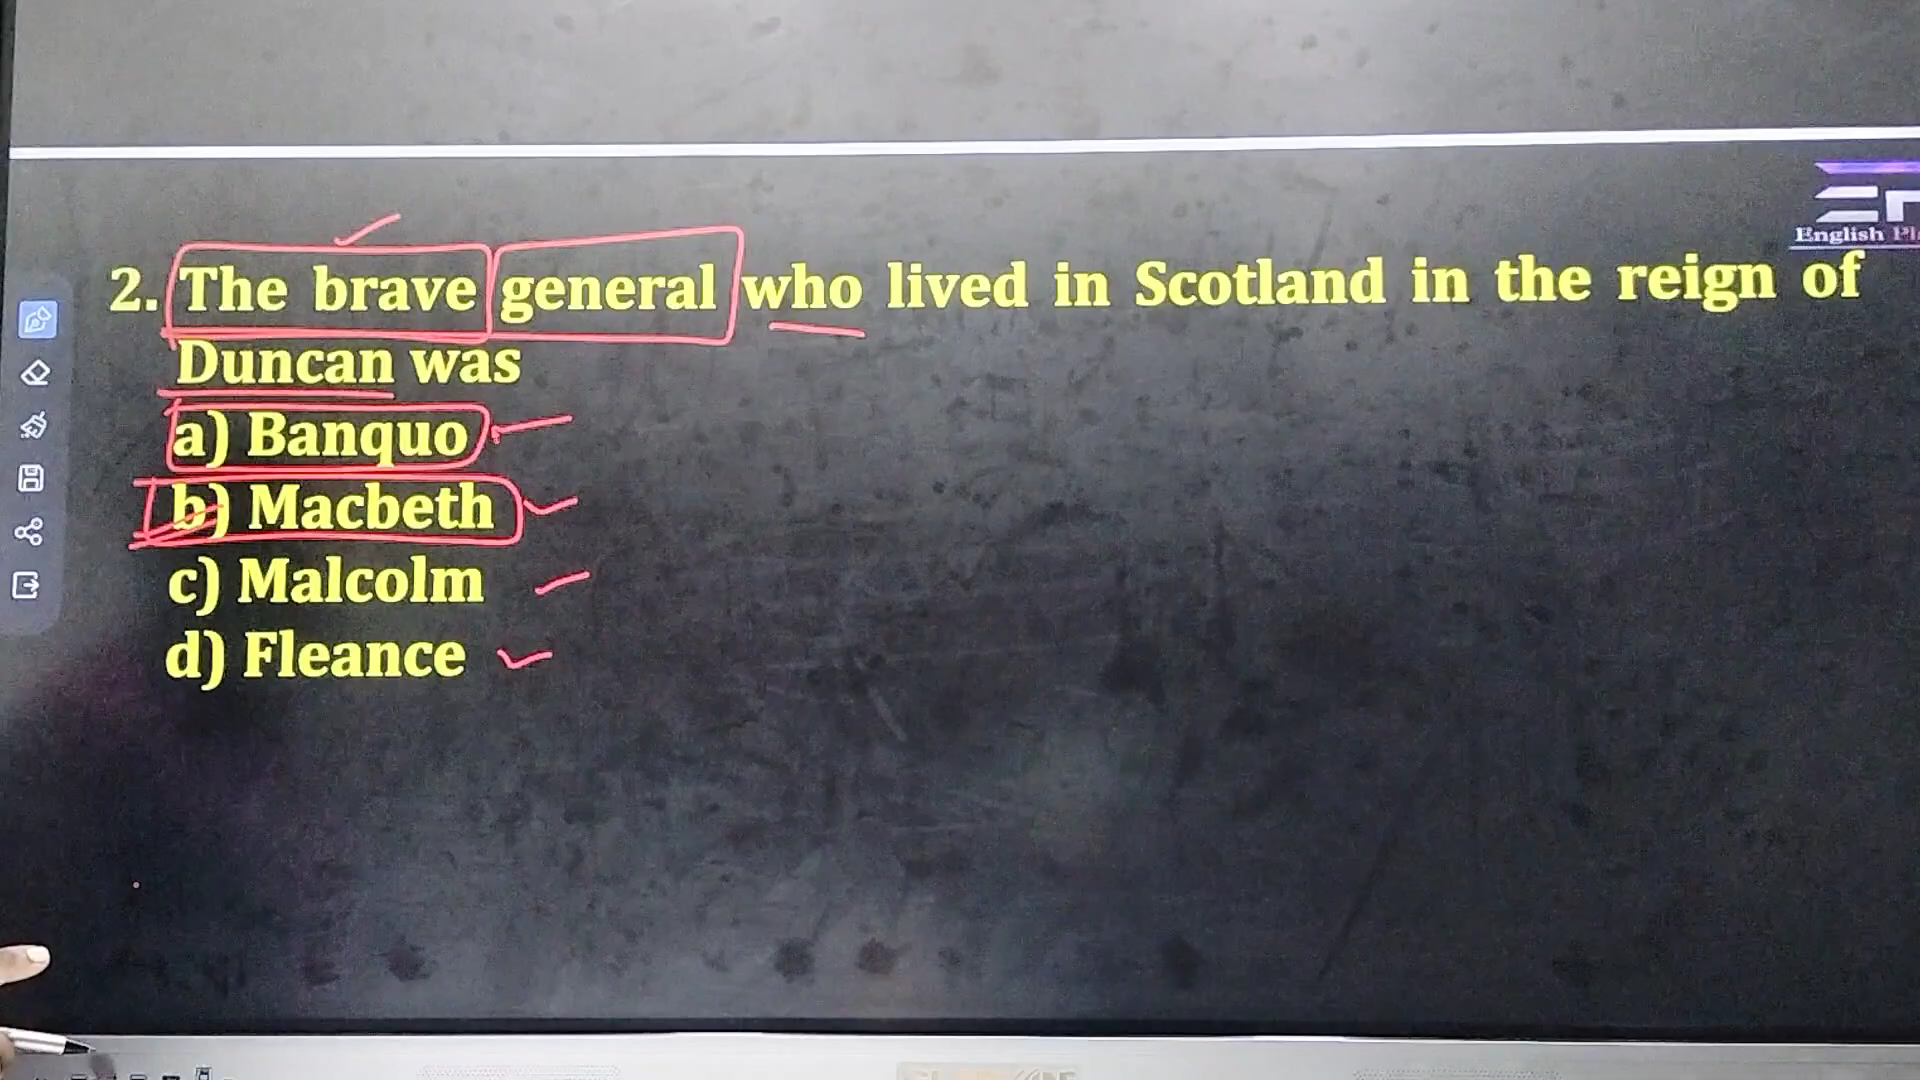 English
2. The brave general who lived in Scotland in the reign of
Duncan was
a) Banquo
b) Macbeth
c) Malcolm
d) Fleance